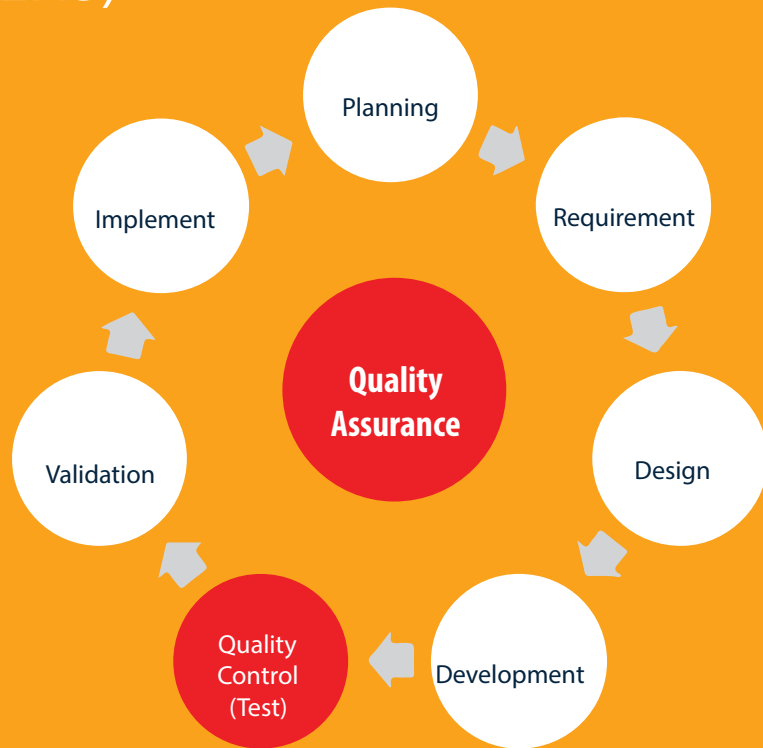 Planning
Requirement
Design
Development
Quality
Control
(Test)
Validation
Implement
Quality
Assurance